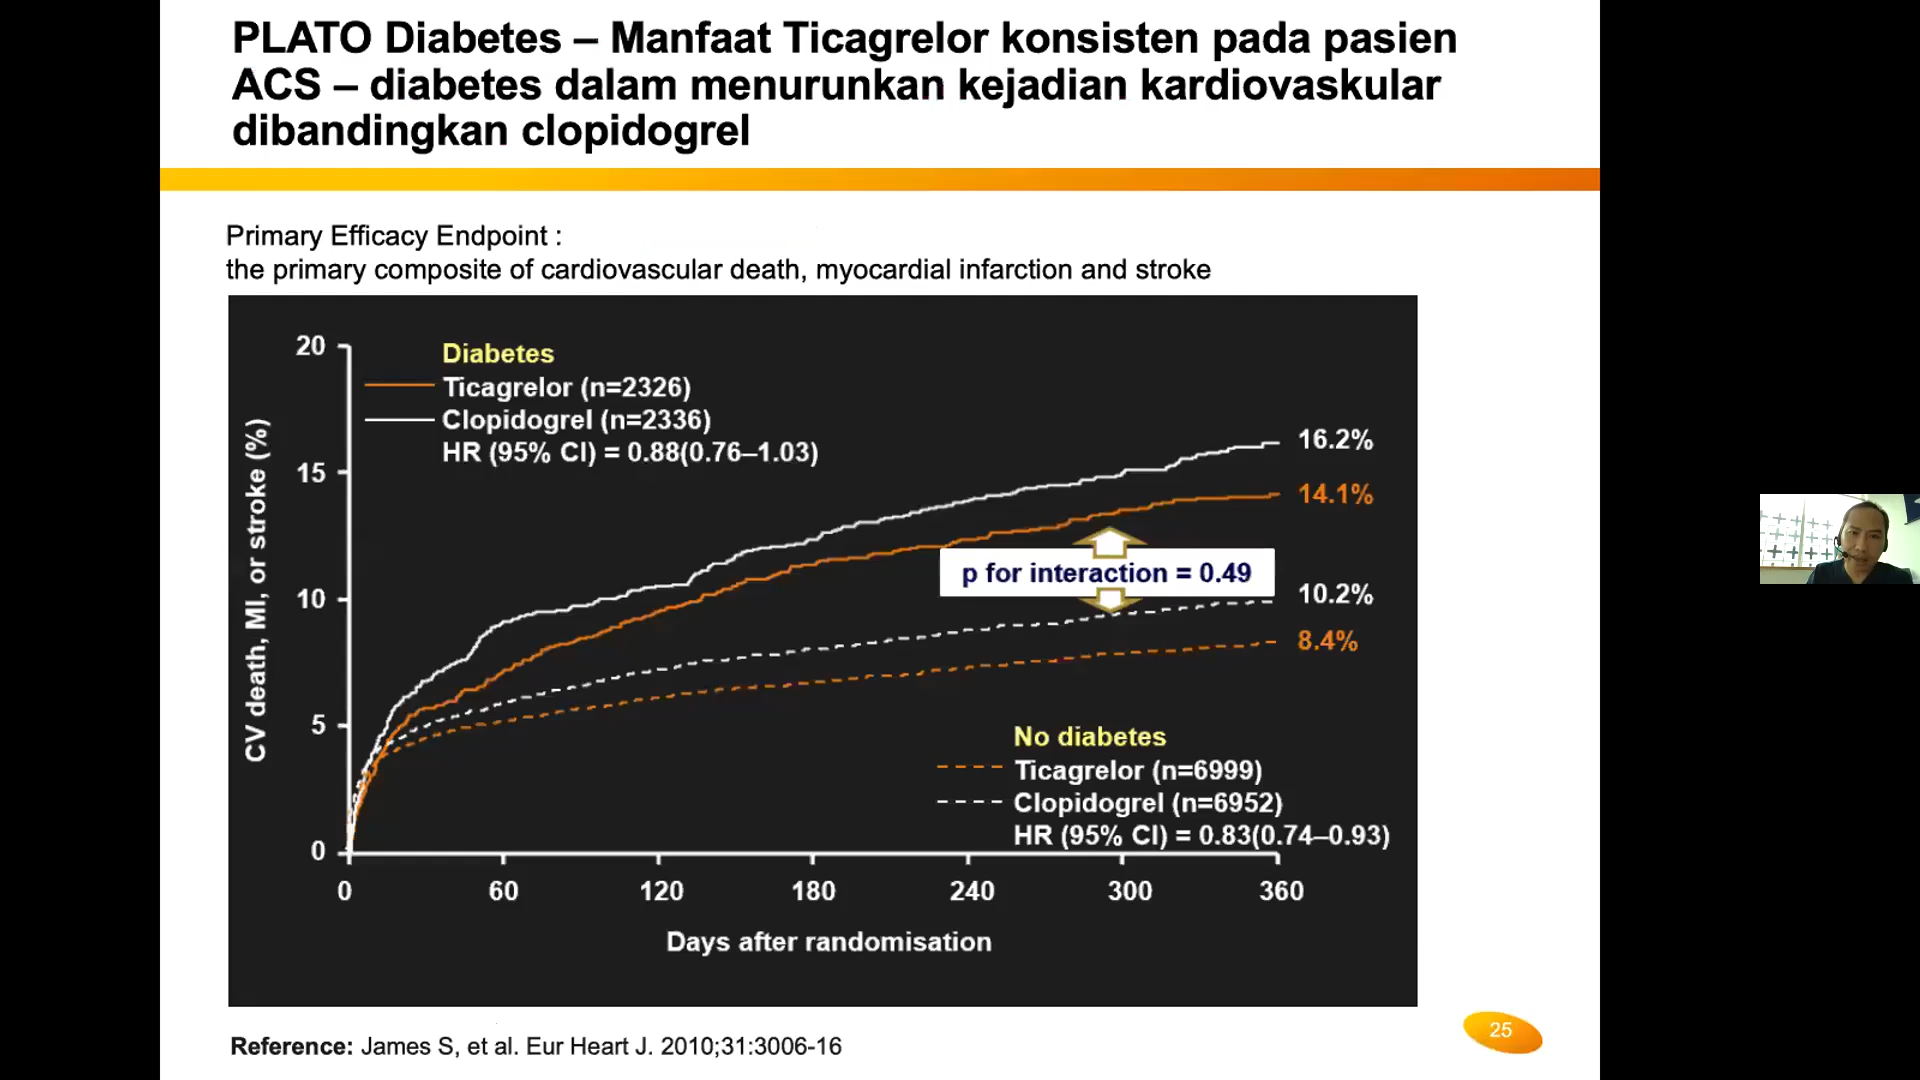 PLATO Diabetes – Manfaat Ticagrelor konsisten pada pasien
ACS – diabetes dalam menurunkan kejadian kardiovaskular
dibandingkan clopidogrel
Primary Efficacy Endpoint :
the primary composite of cardiovascular death, myocardial infarction and stroke
CV death, MI, or stroke (%)
20
15
10
5
0
Diabetes
Ticagrelor (n=2326)
Clopidogrel (n=2336)
HR (95% CI) = 0.88(0.76–1.03)
16.2%
14.1%
p for interaction = 0.49
10.2%
8.4%
No diabetes
Ticagrelor (n=6999)
Clopidogrel (n=6952)
HR (95% CI) = 0.83(0.74–0.93)
0 60 120 180 240 300 360
Days after randomisation
25
Reference: James S, et al. Eur Heart J. 2010;31:3006-16